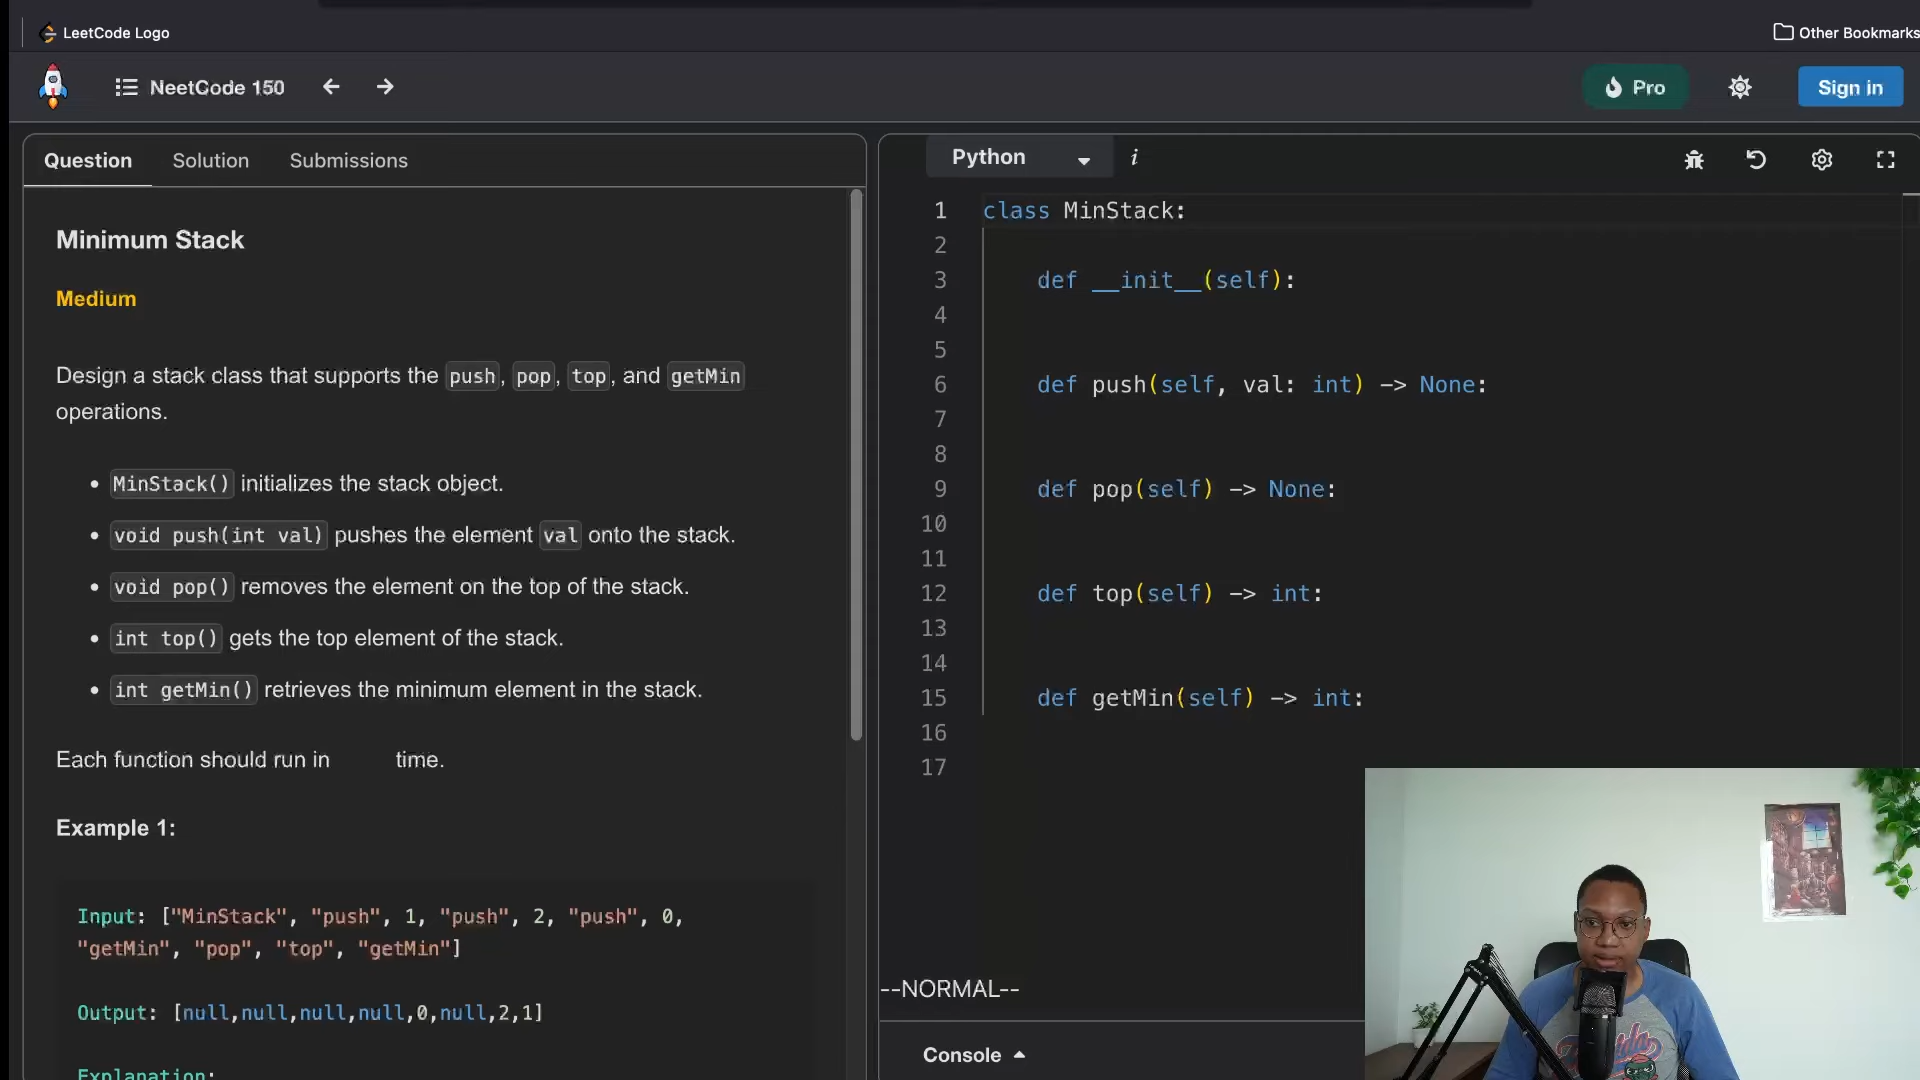 LeetCode Logo
Other Bookmarks
NeetCode 150
Pro
Sign in
Question Solution Submissions
Minimum Stack
Medium
Design a stack class that supports the push, pop, top, and getMin
operations.
• MinStack() initializes the stack object.
• void push(int val) pushes the element val onto the stack.
• void pop() removes the element on the top of the stack.
• int top() gets the top element of the stack.
• int getMin() retrieves the minimum element in the stack.
Each function should run in time.
Example 1:
Input: ["MinStack", "push", 1, "push", 2, "push", 0,
"getMin", "pop", "top", "getMin"]
Output: [null,null,null,null,0,null,2,1]
Explanation:
Python i
1 class MinStack:
2
3 def __init__(self):
4
5
6 def push(self, val: int) -> None:
7
8
9 def pop(self) -> None:
10
11
12 def top(self) -> int:
13
14
15 def getMin(self) -> int:
16
17
--NORMAL--
Console